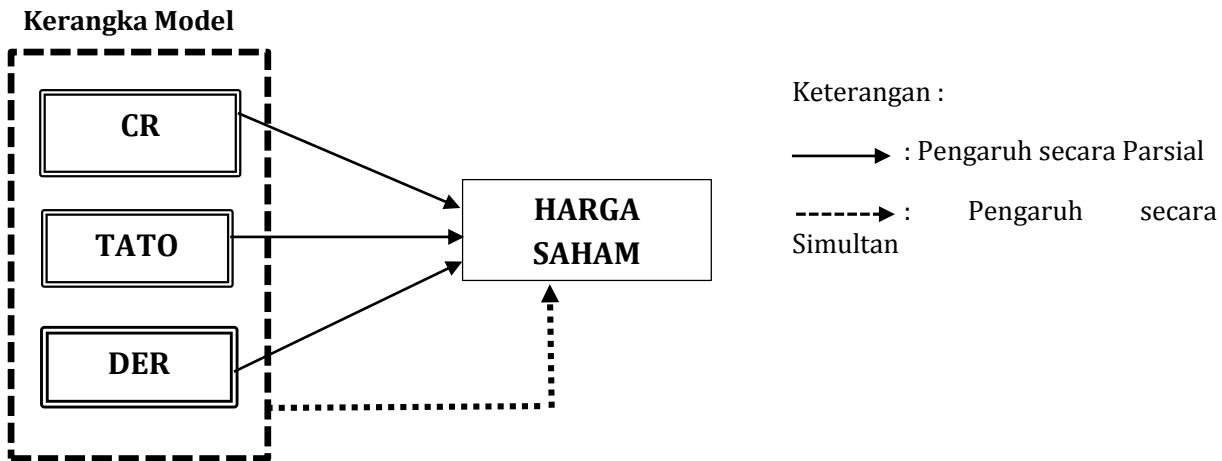 Kerangka Model
CR
TATO
DER
HARGA
SAHAM
Keterangan :
: Pengaruh secara Parsial
: Pengaruh secara
Simultan